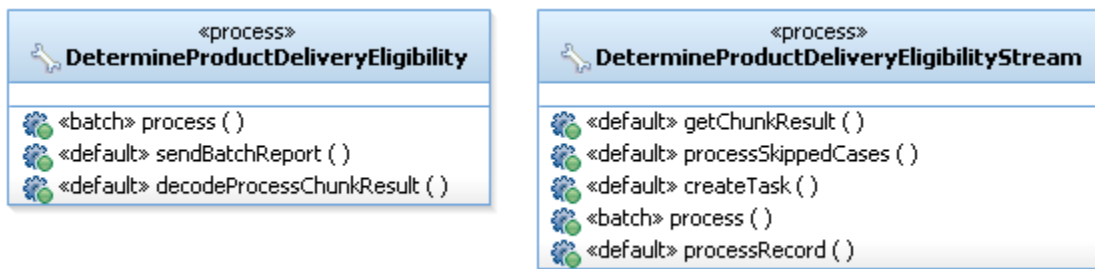 «process»
DetermineProductDeliveryEligibility
«batch» process ( )
«default» sendBatchReport ( )
«default» decodeProcessChunkResult ( )
«process»
DetermineProductDeliveryEligibilityStream
«default» getChunkResult ( )
«default» processSkippedCases ( )
«default» createTask ( )
«batch» process ( )
«default» processRecord ( )